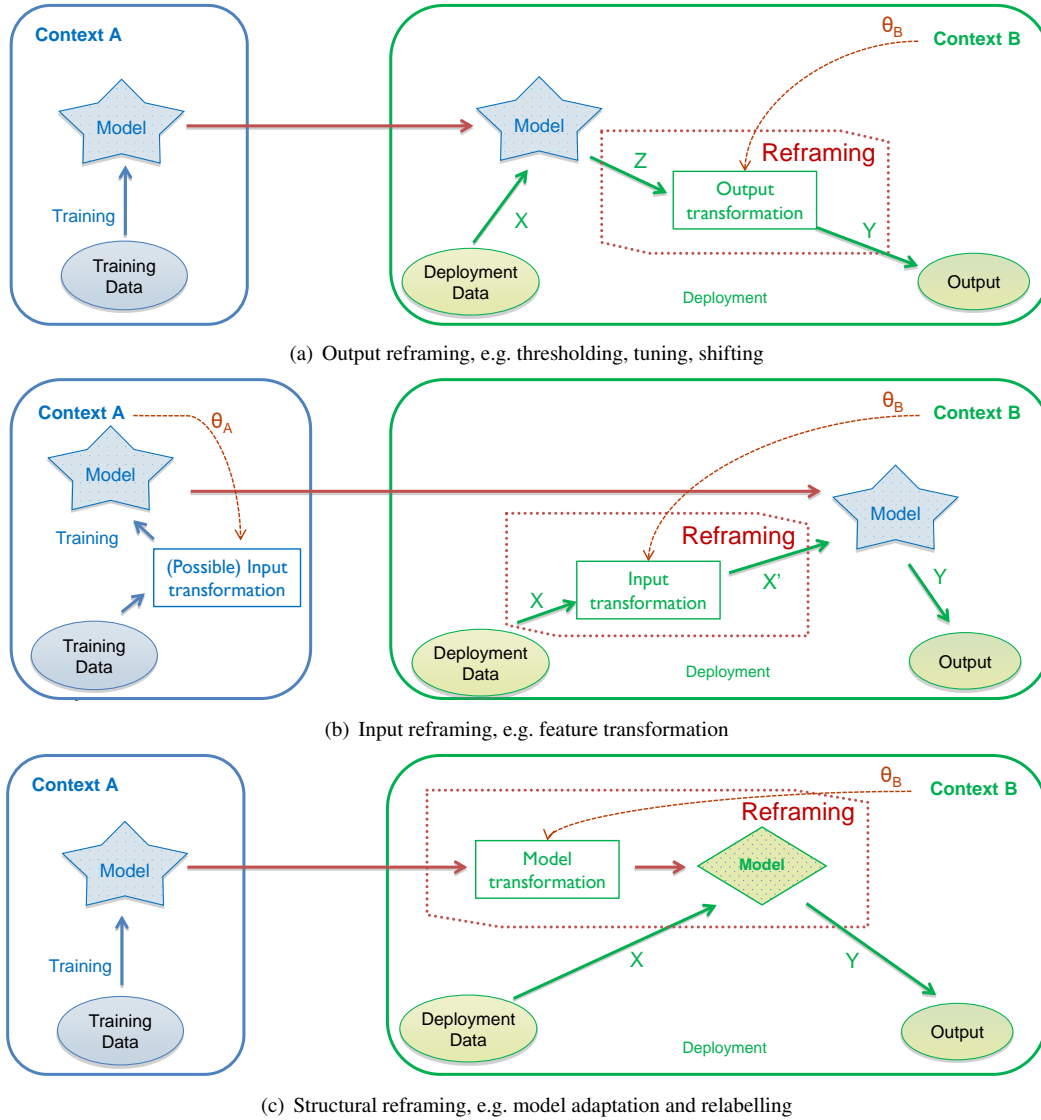 Context A
θB
Context B
Model
Model
Reframing
Z
Output
transformation
Training
X
Y
Training
Data
Deployment
Data
Output
Deployment
(a) Output reframing, e.g. thresholding, tuning, shifting
Context A
θA
θB
Context B
Model
Model
Training
Reframing
(Possible) Input
transformation
X
Input
transformation
X'
Y
Training
Data
Deployment
Data
Output
Deployment
(b) Input reframing, e.g. feature transformation
Context A
θB
Context B
Reframing
Model
Model
transformation
Model
Training
X
Y
Training
Data
Deployment
Data
Output
Deployment
(c) Structural reframing, e.g. model adaptation and relabelling